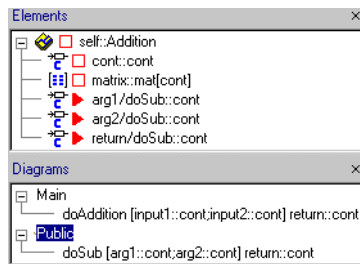 Elements
self::Addition
cont::cont
matrix::mat[cont]
arg1/doSub::cont
arg2/doSub::cont
return/doSub::cont
Diagrams
Main
doAddition [input1::cont;input2::cont] return::cont
Public
doSub [arg1::cont;arg2::cont] return::cont